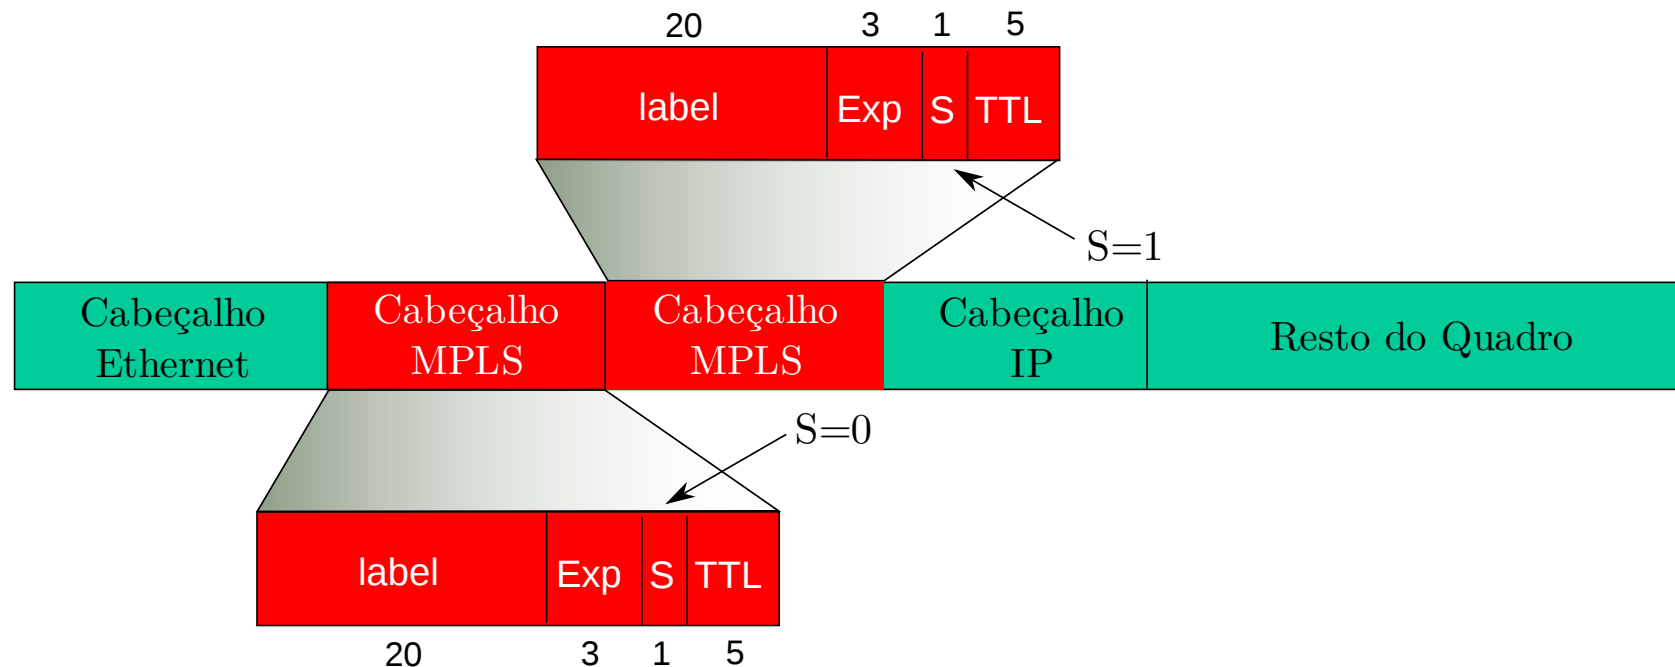 20 3 1 5
label Exp S TTL
S=1
Cabeçalho Ethernet
Cabeçalho MPLS
Cabeçalho MPLS
Cabeçalho IP
Resto do Quadro
S=0
label Exp S TTL
20 3 1 5